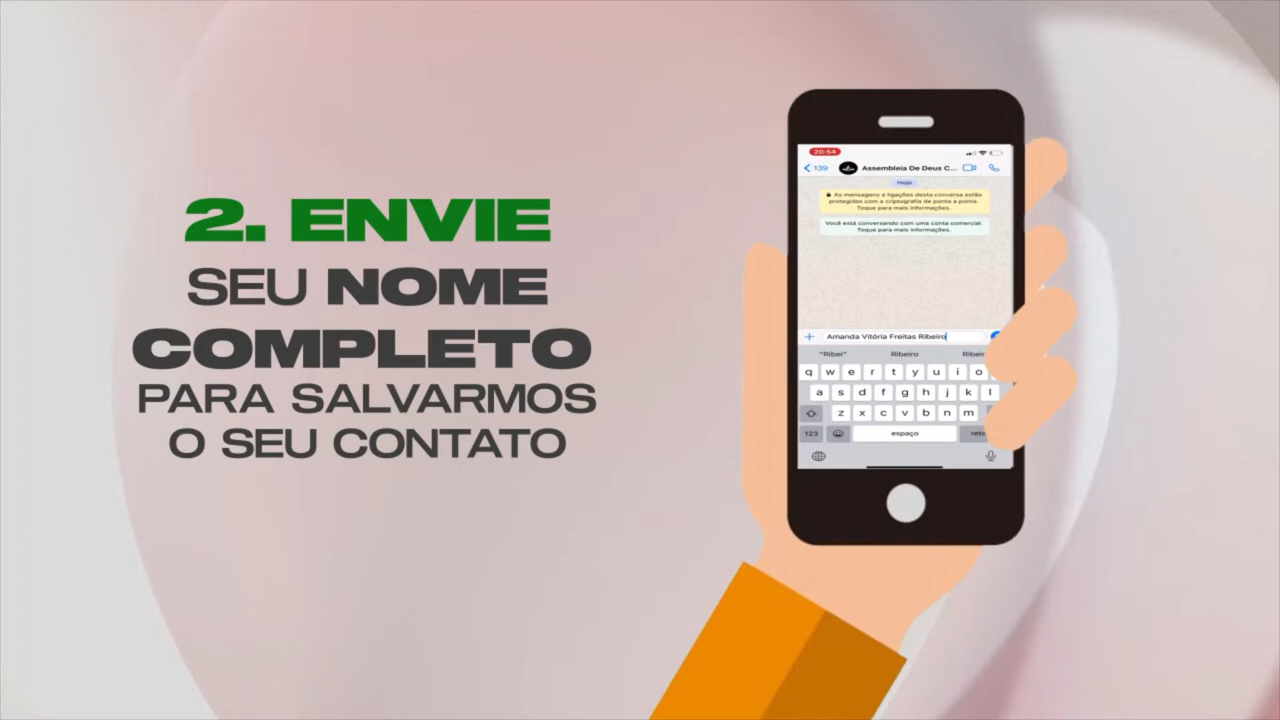 2. ENVIE
SEU NOME
COMPLETO
PARA SALVARMOS
O SEU CONTATO
20:54
139
Assembleia De Deus C...
Hoje
As mensagens e ligações desta conversa estão
protegidas com a criptografia de ponta a ponta.
Toque para mais informações.
Você está conversando com uma conta comercial.
Toque para mais informações.
Amanda Vitória Freitas Ribeiro
"Ribei" Ribeiro Ribeir
q w e r t y u i o
a s d f g h j k l
z x c v b n m
123 espaço reto